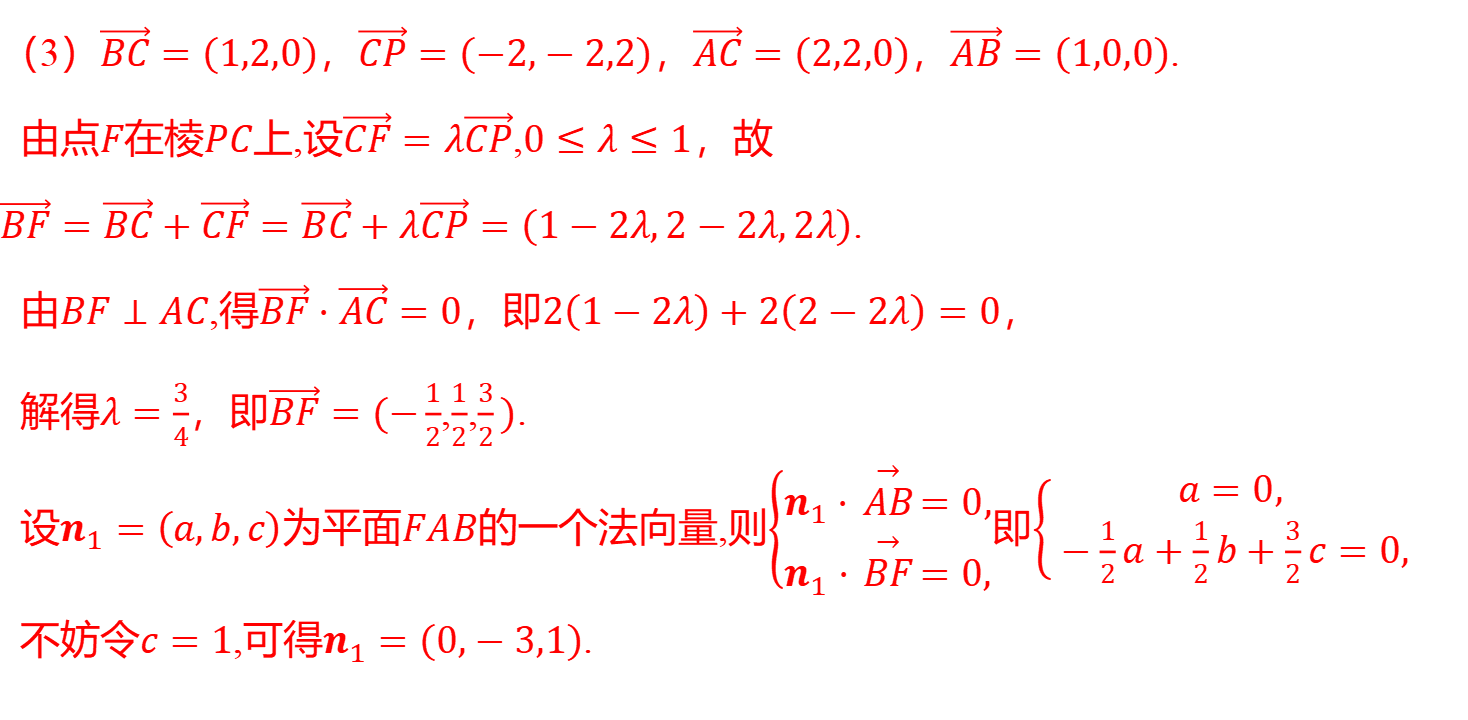 (3) $\overrightarrow{BC}=(1,2,0)$，$\overrightarrow{CP}=(-2,-2,2)$，$\overrightarrow{AC}=(2,2,0)$，$\overrightarrow{AB}=(1,0,0)$.
由点$F$在棱$PC$上,设$\overrightarrow{CF}=\lambda\overrightarrow{CP}$,$0\leq\lambda\leq1$，故
$\overrightarrow{BF}=\overrightarrow{BC}+\overrightarrow{CF}=\overrightarrow{BC}+\lambda\overrightarrow{CP}=(1-2\lambda,2-2\lambda,2\lambda)$.
由$BF\perp AC$,得$\overrightarrow{BF}\cdot\overrightarrow{AC}=0$，即$2(1-2\lambda)+2(2-2\lambda)=0$，
解得$\lambda=\frac{3}{4}$，即$\overrightarrow{BF}=(-\frac{1}{2},\frac{1}{2},\frac{3}{2})$.
设$\boldsymbol{n}_1=(a,b,c)$为平面$FAB$的一个法向量,则$\begin{cases}\boldsymbol{n}_1\cdot\overrightarrow{AB}=0,\\\boldsymbol{n}_1\cdot\overrightarrow{BF}=0,\end{cases}$即$\begin{cases}a=0,\\-\frac{1}{2}a+\frac{1}{2}b+\frac{3}{2}c=0,\end{cases}$
不妨令$c=1$,可得$\boldsymbol{n}_1=(0,-3,1)$.